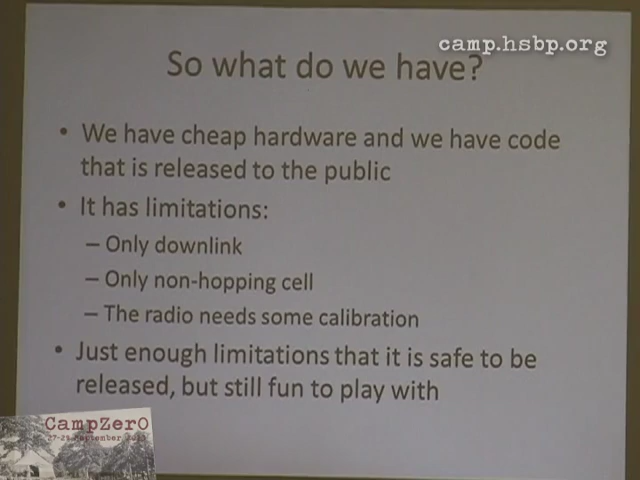 camp.hsbp.org
So what do we have?
• We have cheap hardware and we have code
that is released to the public
• It has limitations:
– Only downlink
– Only non-hopping cell
– The radio needs some calibration
• Just enough limitations that it is safe to be
released, but still fun to play with
CampZer0
September